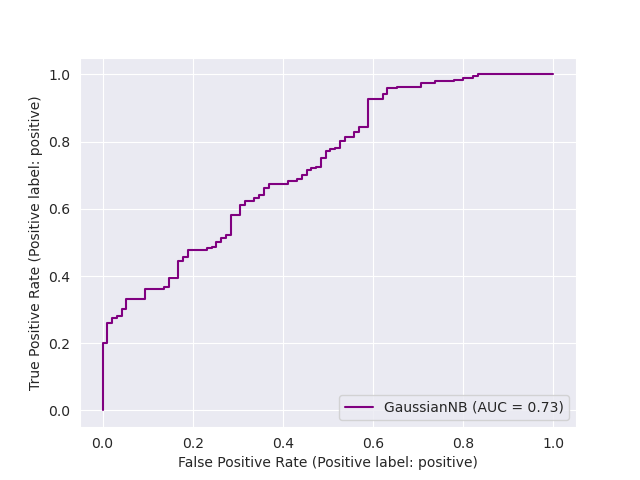 True Positive Rate (Positive label: positive)
1.0
0.8
0.6
0.4
0.2
0.0
GaussianNB (AUC = 0.73)
0.0 0.2 0.4 0.6 0.8 1.0
False Positive Rate (Positive label: positive)